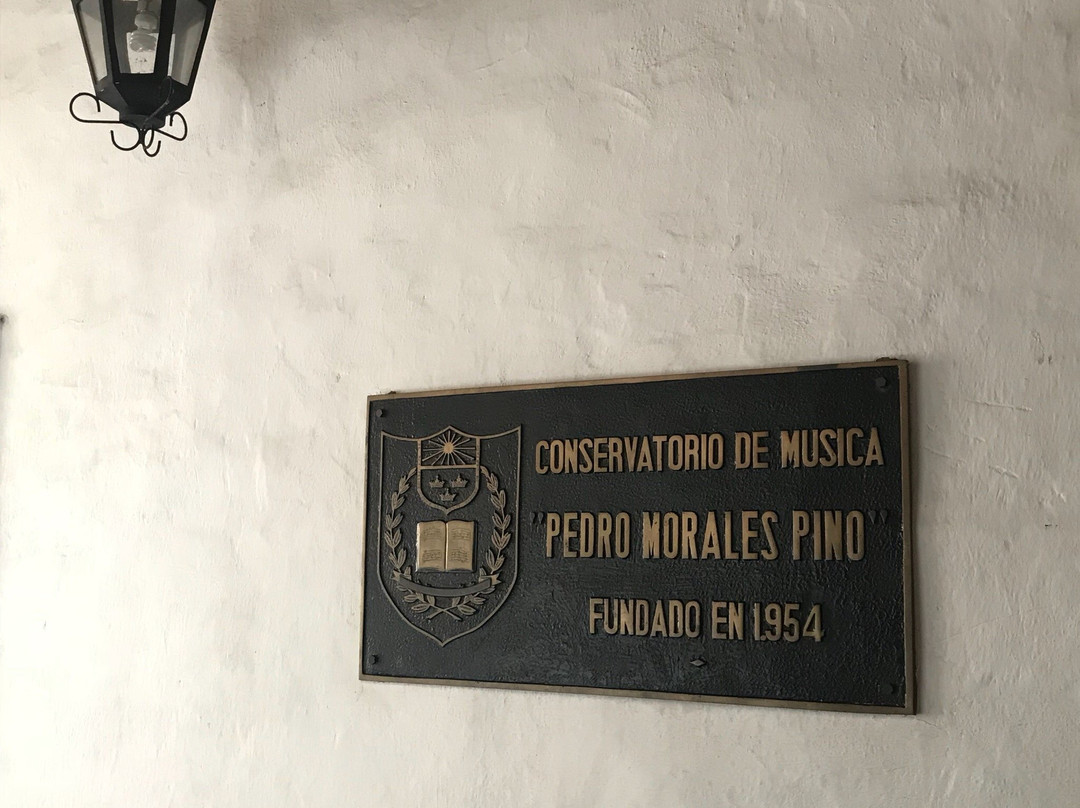 CONSERVATORIO DE MUSICA
"PEDRO MORALES PINO"
FUNDADO EN 1.954